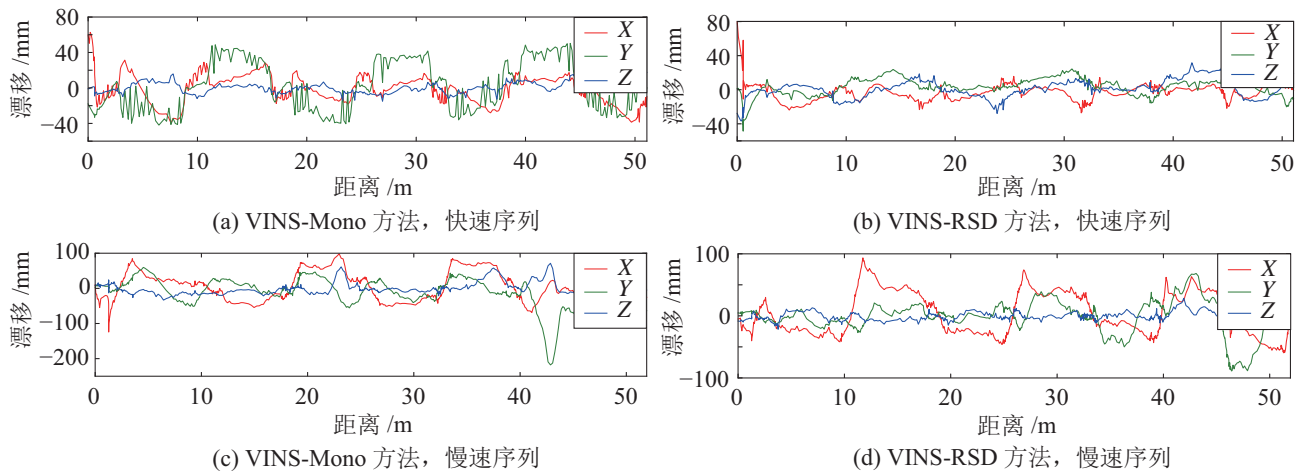 80
40
0
−40
漂移 /mm
X
Y
Z
0 10 20 30 40 50
距离 /m
(a) VINS-Mono 方法，快速序列
80
40
0
−40
漂移 /mm
X
Y
Z
0 10 20 30 40 50
距离 /m
(b) VINS-RSD 方法，快速序列
100
0
−100
−200
漂移 /mm
X
Y
Z
0 10 20 30 40 50
距离 /m
(c) VINS-Mono 方法，慢速序列
100
0
−100
漂移 /mm
X
Y
Z
0 10 20 30 40 50
距离 /m
(d) VINS-RSD 方法，慢速序列